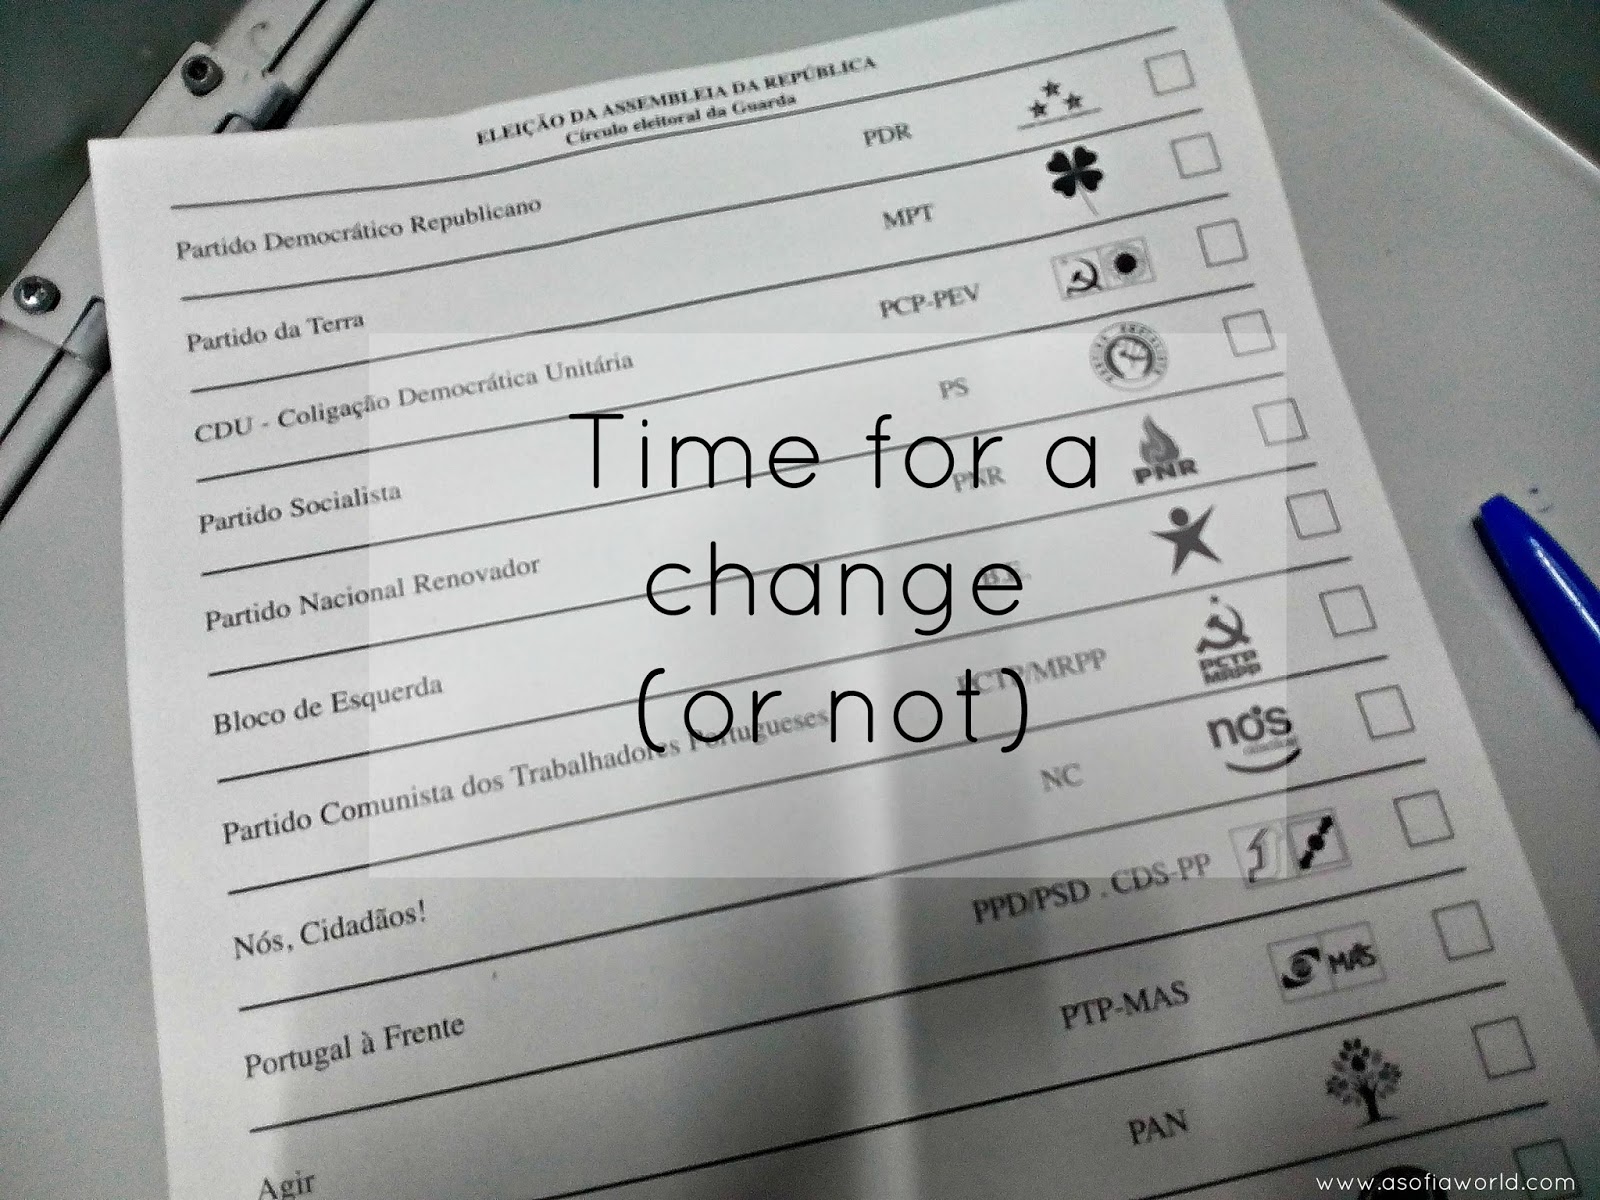 ELEIÇÃO DA ASSEMBLEIA DA REPÚBLICA
Círculo eleitoral da Guarda
Partido Democrático Republicano PDR
Partido da Terra MPT
CDU - Coligação Democrática Unitária PCP-PEV
Partido Socialista PS
Partido Nacional Renovador PNR PNR
Bloco de Esquerda B.E.
Partido Comunista dos Trabalhadores Portugueses PCTP/MRPP PCTP MRPP
Nós, Cidadãos! NC nós
Portugal à Frente PPD/PSD . CDS-PP
Agir PTP-MAS MAS
PAN
Time for a
change
(or not)
www.asofiaworld.com